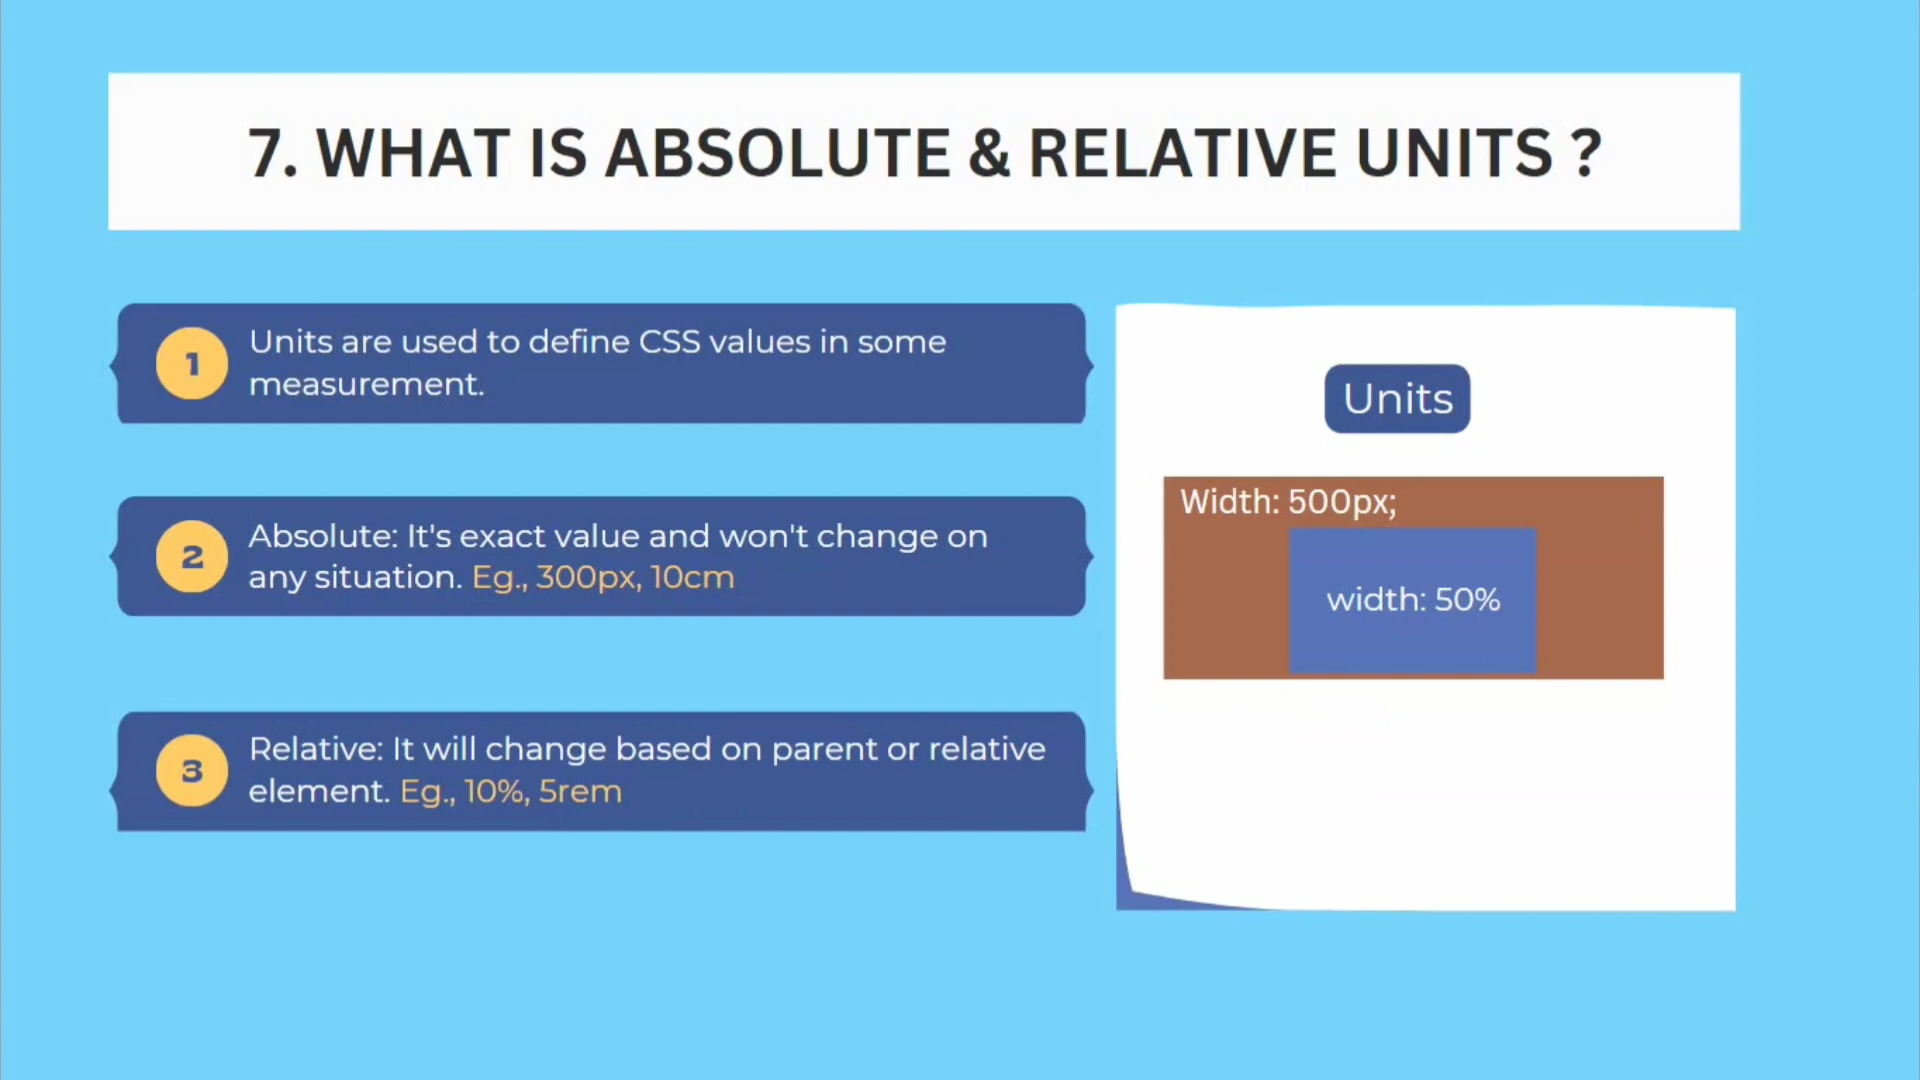 7. WHAT IS ABSOLUTE & RELATIVE UNITS ?
1
Units are used to define CSS values in some
measurement.
2
Absolute: It's exact value and won't change on
any situation. Eg., 300px, 10cm
3
Relative: It will change based on parent or relative
element. Eg., 10%, 5rem
Units
Width: 500px;
width: 50%